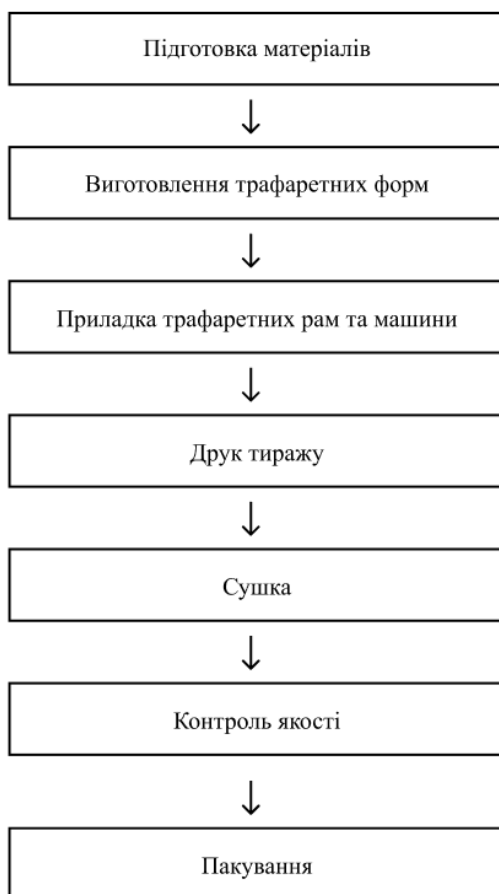 Підготовка матеріалів
Виготовлення трафаретних форм
Приладка трафаретних рам та машини
Друк тиражу
Сушка
Контроль якості
Пакування